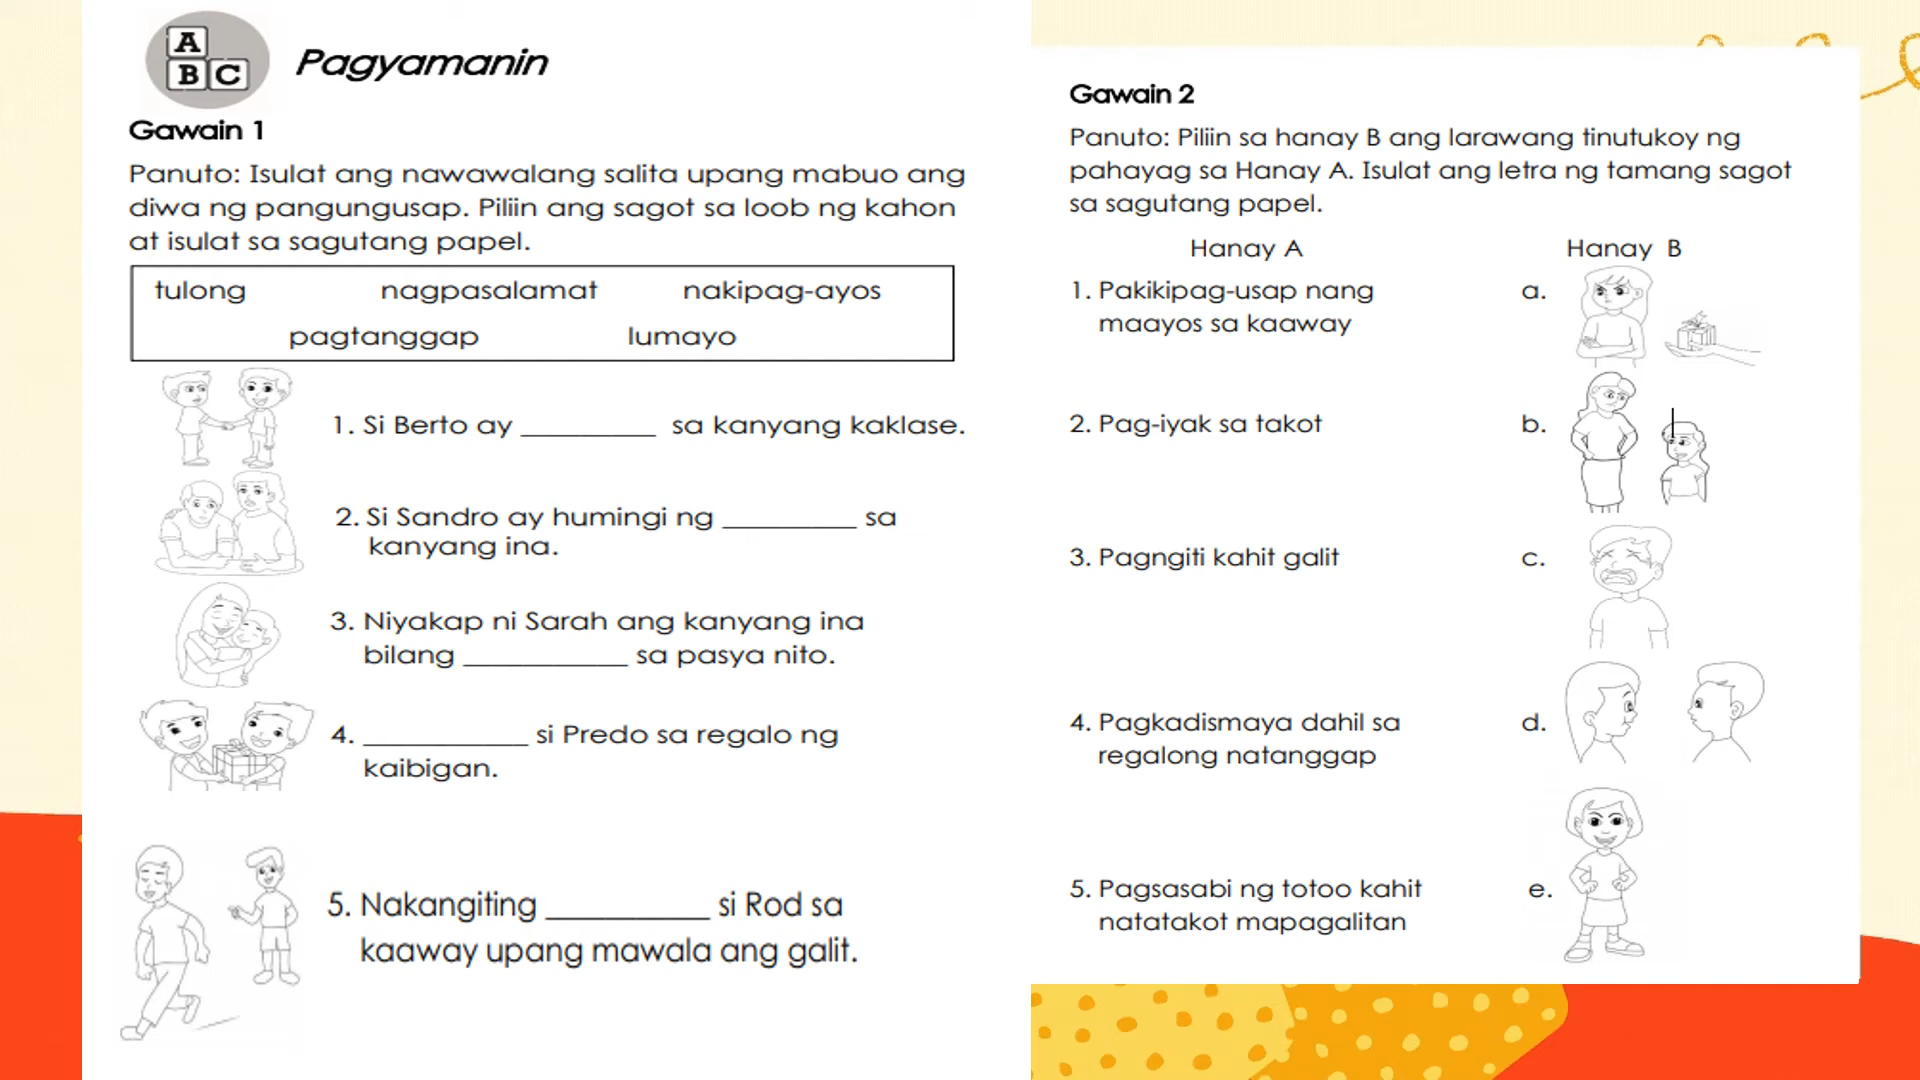 A
B C
Pagyamanin
Gawain 1
Panuto: Isulat ang nawawalang salita upang mabuo ang
diwa ng pangungusap. Piliin ang sagot sa loob ng kahon
at isulat sa sagutang papel.
tulong nagpasalamat nakipag-ayos
pagtanggap lumayo
1. Si Berto ay __________ sa kanyang kaklase.
2. Si Sandro ay humingi ng __________ sa
kanyang ina.
3. Niyakap ni Sarah ang kanyang ina
bilang ____________ sa pasya nito.
4. ____________ si Predo sa regalo ng
kaibigan.
5. Nakangiting ___________ si Rod sa
kaaway upang mawala ang galit.
Gawain 2
Panuto: Piliin sa hanay B ang larawang tinutukoy ng
pahayag sa Hanay A. Isulat ang letra ng tamang sagot
sa sagutang papel.
Hanay A Hanay B
1. Pakikipag-usap nang a.
maayos sa kaaway
2. Pag-iyak sa takot b.
3. Pagngiti kahit galit c.
4. Pagkadismaya dahil sa d.
regalong natanggap
5. Pagsasabi ng totoo kahit e.
natatakot mapagalitan